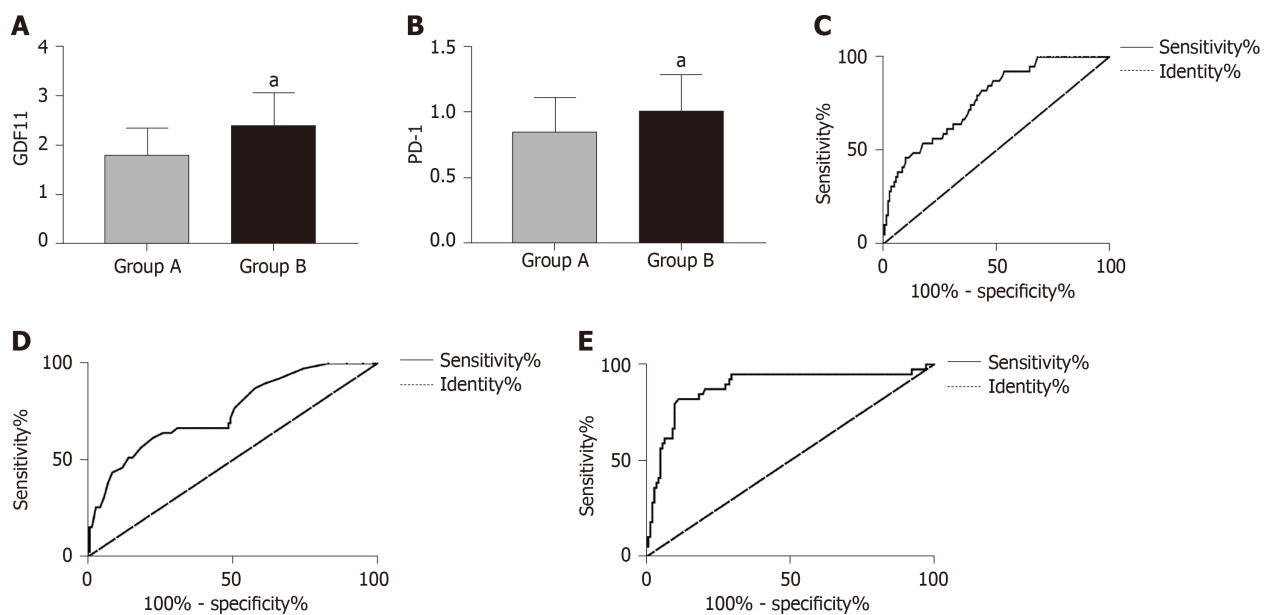 A
GDF11
4
3
2
1
0
a
Group A
Group B
B
PD-1
1.5
1.0
0.5
0.0
a
Group A
Group B
C
Sensitivity%
100
50
0
0
50
100
100% - specificity%
Sensitivity%
Identity%
D
Sensitivity%
100
50
0
0
50
100
100% - specificity%
Sensitivity%
Identity%
E
Sensitivity%
100
50
0
0
50
100
100% - specificity%
Sensitivity%
Identity%